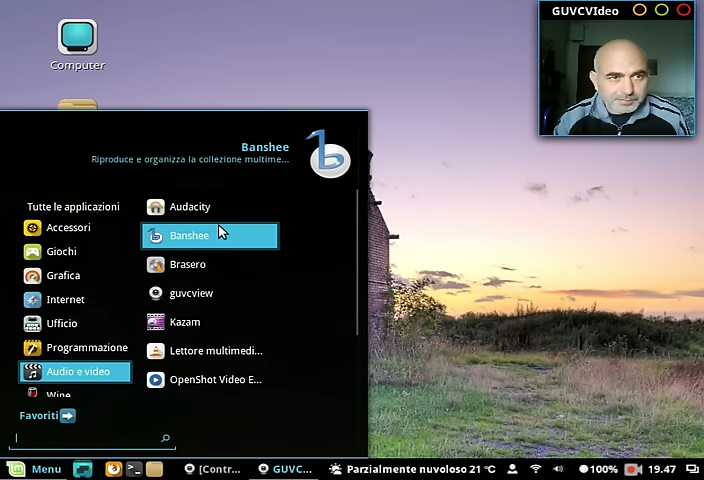 GUVCVIdeo
Computer
Banshee
Riproduce e organizza la collezione multime...
Tutte le applicazioni
Accessori
Giochi
Grafica
Internet
Ufficio
Programmazione
Audio e video
Wine
Favoriti
Audacity
Banshee
Brasero
guvcview
Kazam
Lettore multimedi...
OpenShot Video E...
Menu
[Contr...
GUVC...
Parzialmente nuvoloso 21 °C
100%
19.47